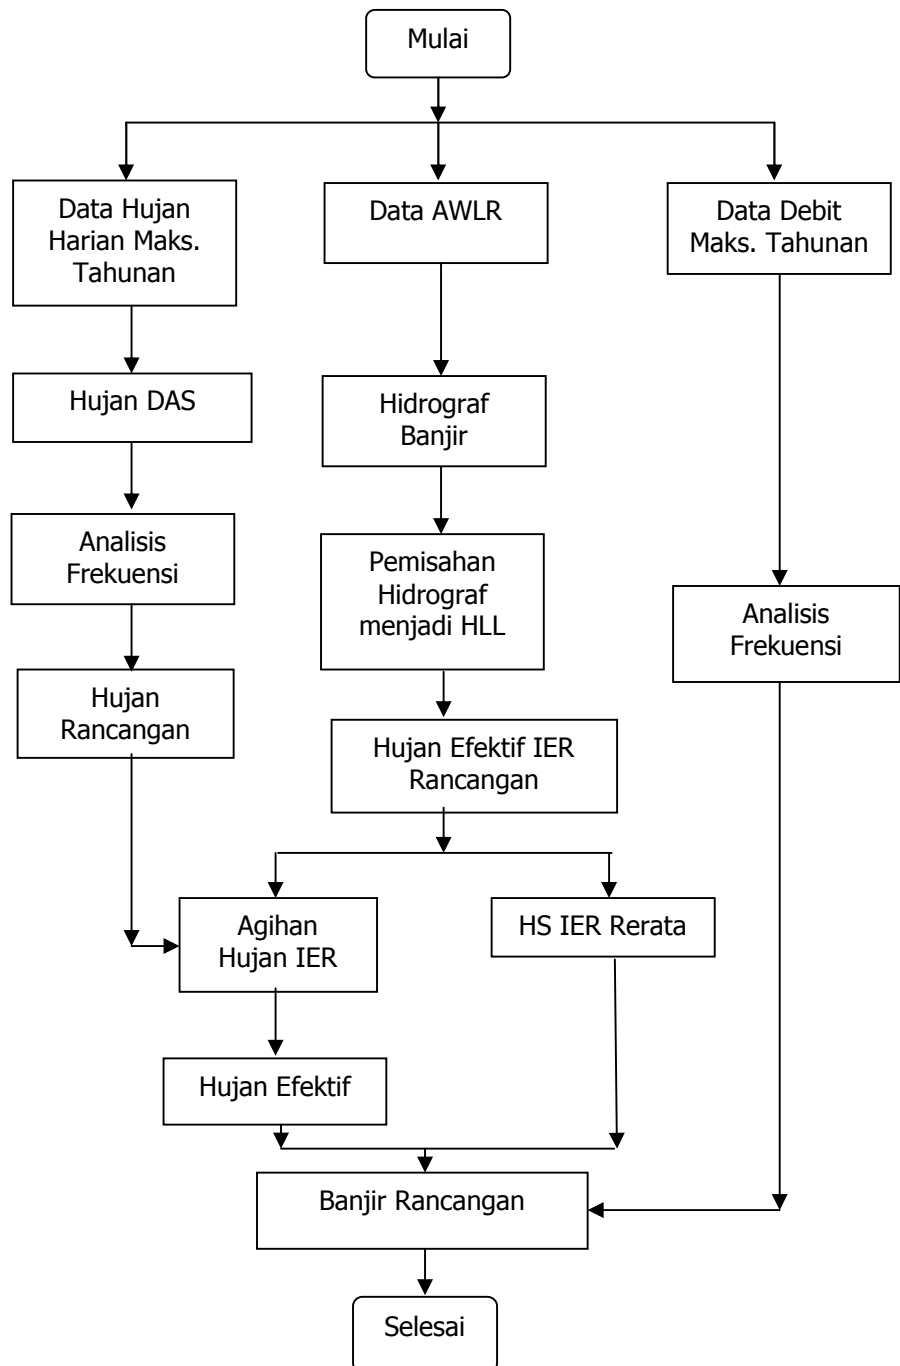 Mulai
Data Hujan
Harian Maks.
Tahunan
Data AWLR
Data Debit
Maks. Tahunan
Hujan DAS
Hidrograf
Banjir
Analisis
Frekuensi
Pemisahan
Hidrograf
menjadi HLL
Analisis
Frekuensi
Hujan
Rancangan
Hujan Efektif IER
Rancangan
Agihan
Hujan IER
HS IER Rerata
Hujan Efektif
Banjir Rancangan
Selesai